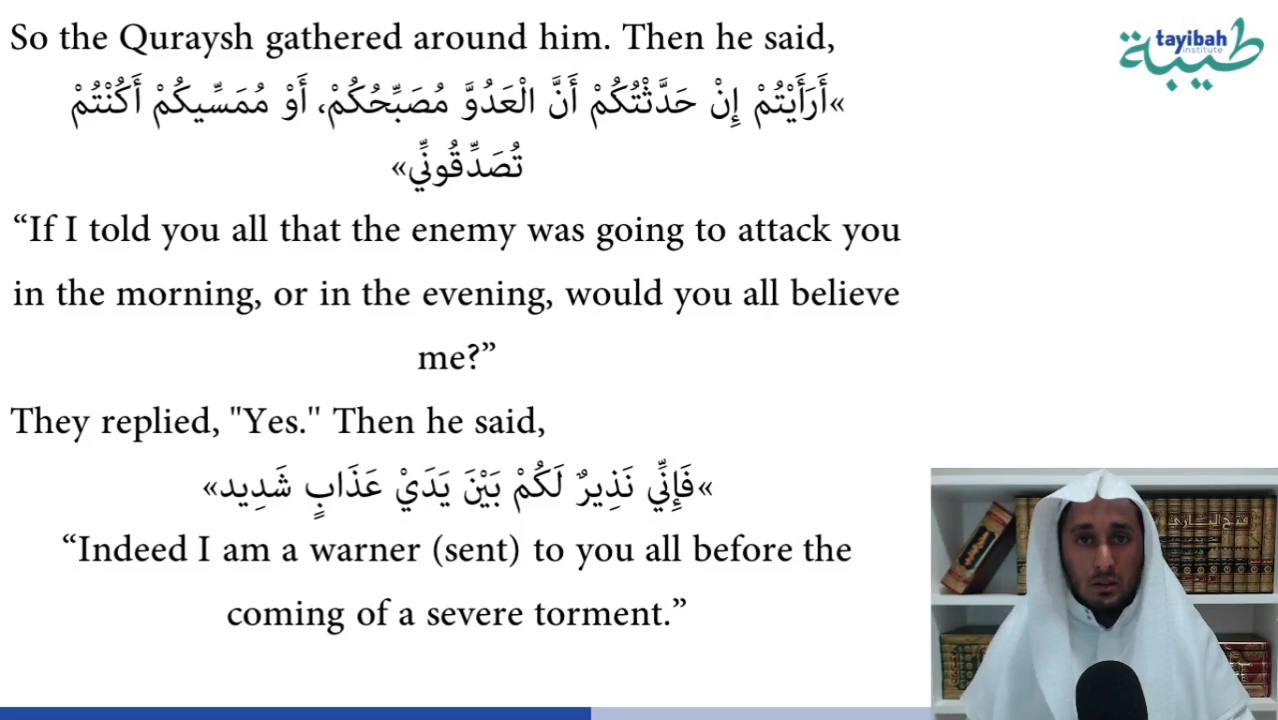 So the Quraysh gathered around him. Then he said,
»أَرَأَيْتُمْ إِنْ حَدَّثْتُكُمْ أَنَّ الْعَدُوَّ مُصَبِّحُكُمْ، أَوْ مُمَسِّيكُمْ أَكُنْتُمْ
تُصَدِّقُونِّي«
“If I told you all that the enemy was going to attack you
in the morning, or in the evening, would you all believe
me?”
They replied, "Yes." Then he said,
»فَإِنِّي نَذِيرٌ لَكُمْ بَيْنَ يَدَيْ عَذَابٍ شَدِيد«
“Indeed I am a warner (sent) to you all before the
coming of a severe torment.”
tayibah
institute
طيبة
فتح الباري